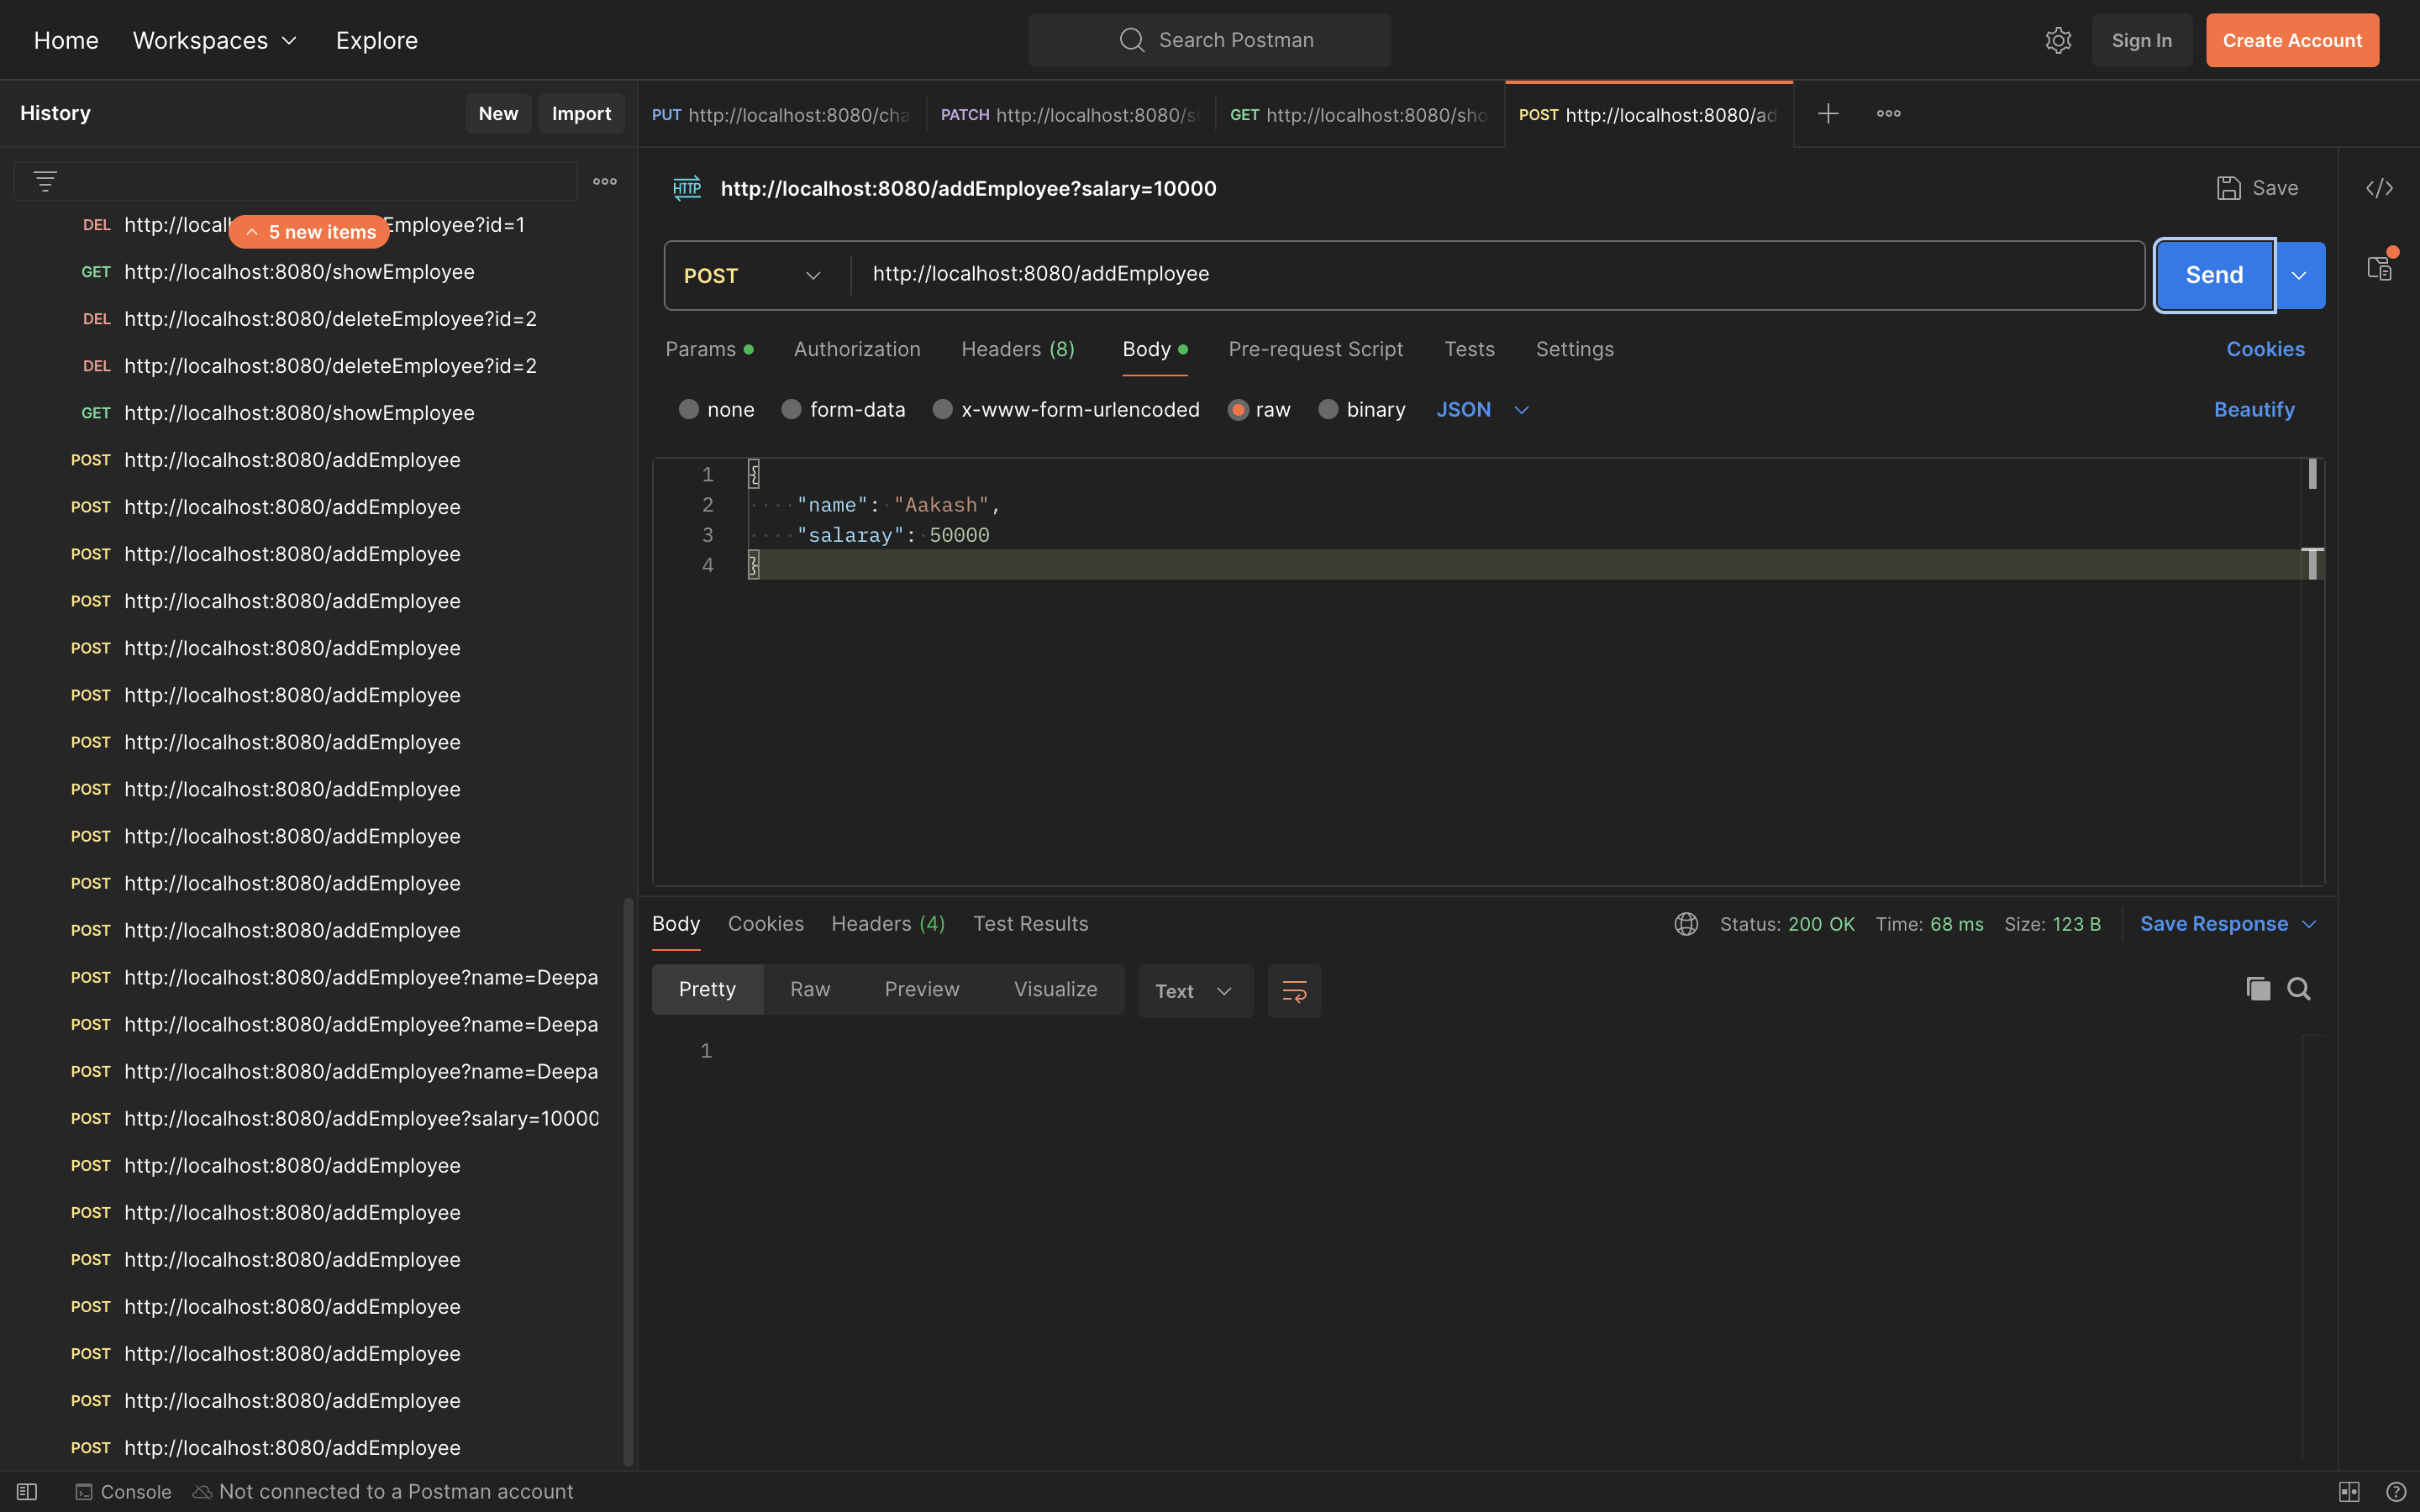 Home Workspaces Explore Search Postman Sign In Create Account
History New Import
PUT http://localhost:8080/cha PATCH http://localhost:8080/s GET http://localhost:8080/sho POST http://localhost:8080/ad
HTTP http://localhost:8080/addEmployee?salary=10000 Save
POST http://localhost:8080/addEmployee Send
Params Authorization Headers (8) Body Pre-request Script Tests Settings Cookies
none form-data x-www-form-urlencoded raw binary JSON Beautify
1 {
2 "name": "Aakash",
3 "salaray": 50000
4 }
Body Cookies Headers (4) Test Results Status: 200 OK Time: 68 ms Size: 123 B Save Response
Pretty Raw Preview Visualize Text
1
5 new items
DEL http://local Employee?id=1
GET http://localhost:8080/showEmployee
DEL http://localhost:8080/deleteEmployee?id=2
DEL http://localhost:8080/deleteEmployee?id=2
GET http://localhost:8080/showEmployee
POST http://localhost:8080/addEmployee
POST http://localhost:8080/addEmployee
POST http://localhost:8080/addEmployee
POST http://localhost:8080/addEmployee
POST http://localhost:8080/addEmployee
POST http://localhost:8080/addEmployee
POST http://localhost:8080/addEmployee
POST http://localhost:8080/addEmployee
POST http://localhost:8080/addEmployee
POST http://localhost:8080/addEmployee
POST http://localhost:8080/addEmployee
POST http://localhost:8080/addEmployee?name=Deepa
POST http://localhost:8080/addEmployee?name=Deepa
POST http://localhost:8080/addEmployee?name=Deepa
POST http://localhost:8080/addEmployee?salary=10000
POST http://localhost:8080/addEmployee
POST http://localhost:8080/addEmployee
POST http://localhost:8080/addEmployee
POST http://localhost:8080/addEmployee
POST http://localhost:8080/addEmployee
POST http://localhost:8080/addEmployee
POST http://localhost:8080/addEmployee
Console Not connected to a Postman account